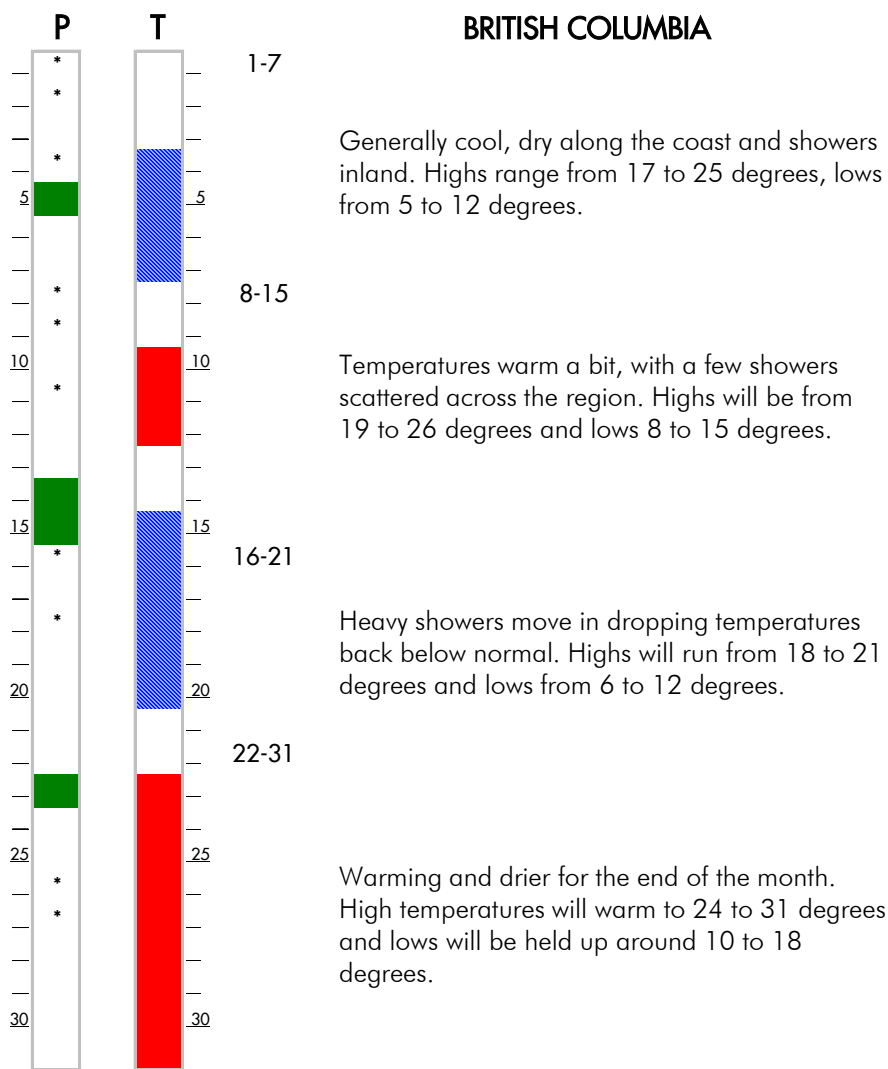 P T BRITISH COLUMBIA
* 1-7
*
Generally cool, dry along the coast and showers
* inland. Highs range from 17 to 25 degrees, lows
5 5 from 5 to 12 degrees.
* 8-15
*
10 10 Temperatures warm a bit, with a few showers
* scattered across the region. Highs will be from
19 to 26 degrees and lows 8 to 15 degrees.
15 15
* 16-21
* Heavy showers move in dropping temperatures
back below normal. Highs will run from 18 to 21
20 20 degrees and lows from 6 to 12 degrees.
22-31
25 25
* Warming and drier for the end of the month.
* High temperatures will warm to 24 to 31 degrees
and lows will be held up around 10 to 18
degrees.
30 30